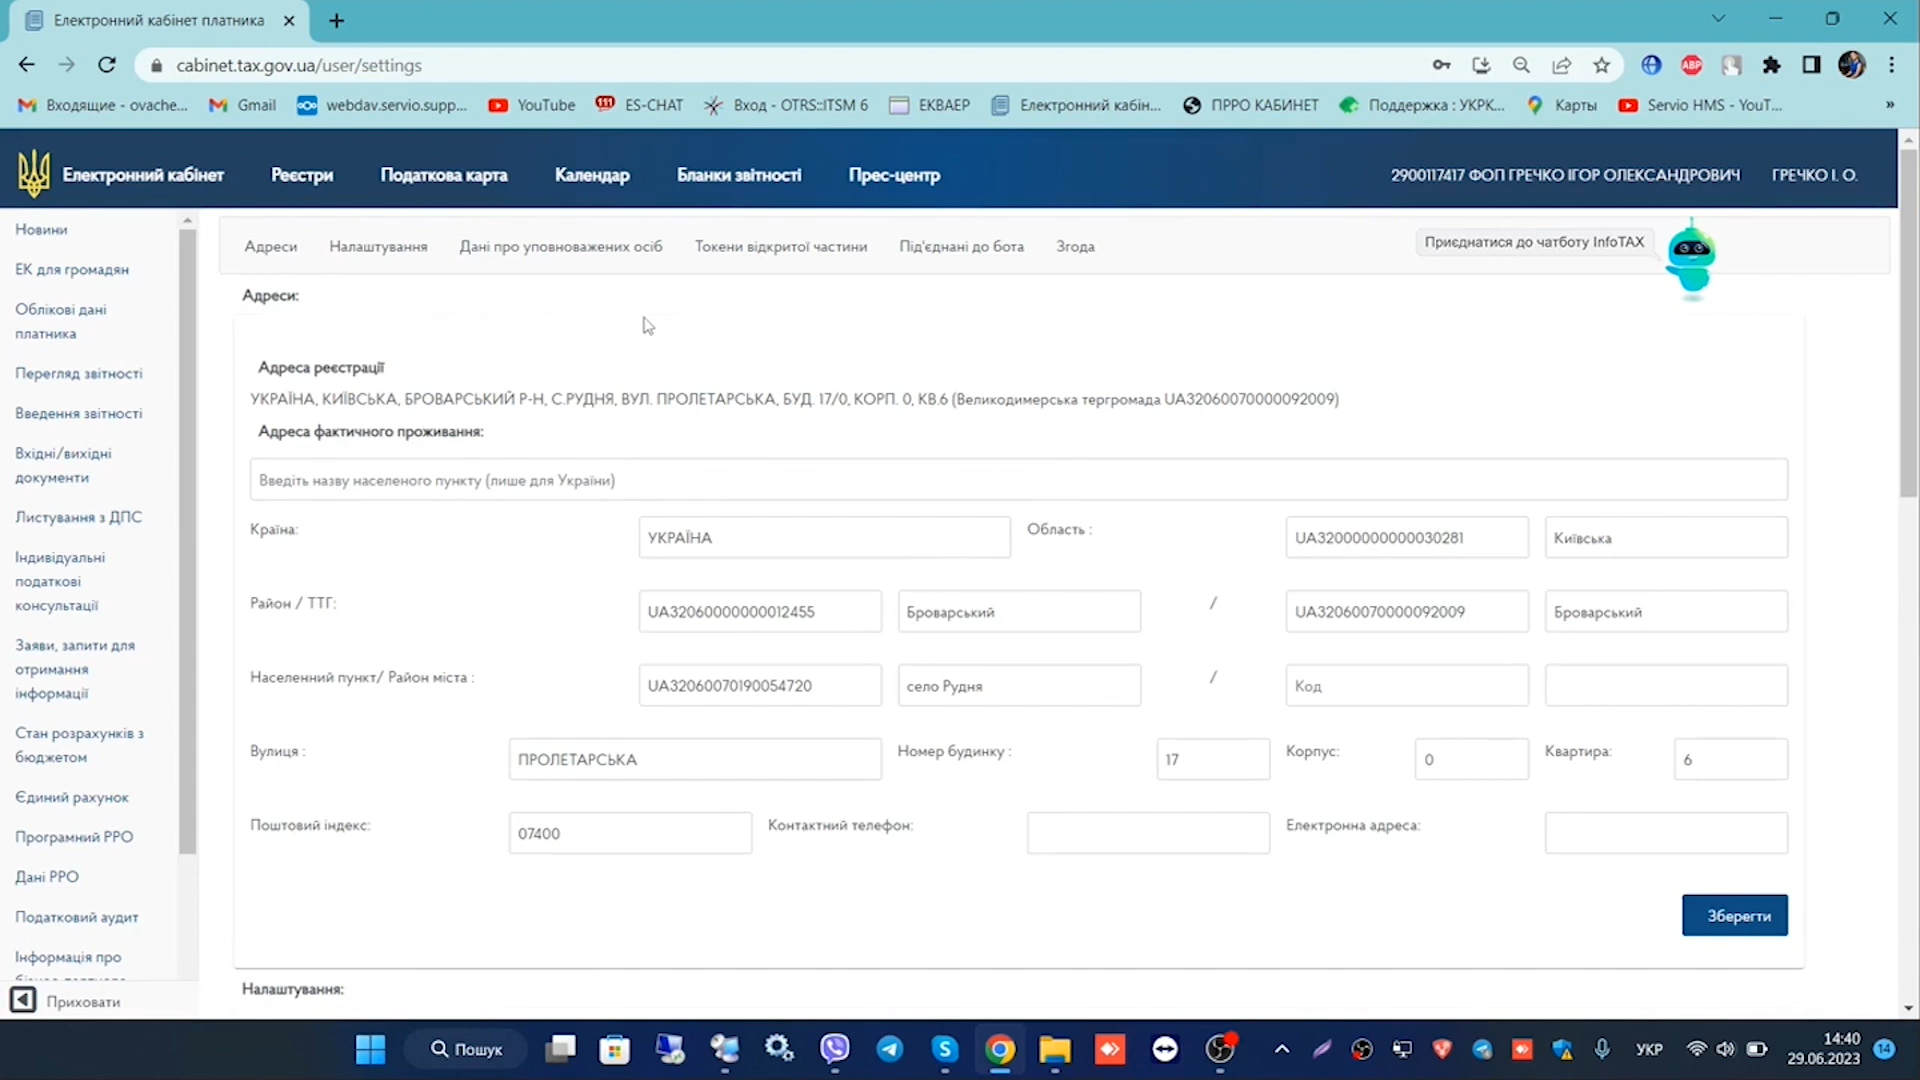 Електронний кабінет платника
cabinet.tax.gov.ua/user/settings
ABP
Входящие - ovache...
Gmail
webdav.servio.supp...
YouTube
ES-CHAT
Вход - OTRS::ITSM 6
ЕКВАЕР
Електронний кабін...
ПРРО КАБИНЕТ
Поддержка : УКРК...
Карты
Servio HMS - YouT...
»
Електронний кабінет
Реєстри
Податкова карта
Календар
Бланки звітності
Прес-центр
2900117417 ФОП ГРЕЧКО ІГОР ОЛЕКСАНДРОВИЧ
ГРЕЧКО І. О.
Новини
ЕК для громадян
Облікові дані
платника
Перегляд звітності
Введення звітності
Вхідні/вихідні
документи
Листування з ДПС
Індивідуальні
податкові
консультації
Заяви, запити для
отримання
інформації
Стан розрахунків з
бюджетом
Єдиний рахунок
Програмний РРО
Дані РРО
Податковий аудит
Інформація про
Приховати
Адреси
Налаштування
Дані про уповноважених осіб
Токени відкритої частини
Під'єднані до бота
Згода
Приєднатися до чатботу InfoTAX
Адреси:
Адреса реєстрації
УКРАЇНА, КИЇВСЬКА, БРОВАРСЬКИЙ Р-Н, С.РУДНЯ, ВУЛ. ПРОЛЕТАРСЬКА, БУД. 17/0, КОРП. 0, КВ.6 (Великодимерська тергромада UA32060070000092009)
Адреса фактичного проживання:
Введіть назву населеного пункту (лише для України)
Країна:
УКРАЇНА
Область :
UA32000000000030281
Київська
Район / ТТГ:
UA32060000000012455
Броварський
/
UA32060070000092009
Броварський
Населенний пункт/ Район міста :
UA32060070190054720
село Рудня
/
Код
Вулиця :
ПРОЛЕТАРСЬКА
Номер будинку :
17
Корпус:
0
Квартира:
6
Поштовий індекс:
07400
Контактний телефон:
Електронна адреса:
Зберегти
Налаштування:
Пошук
УКР
14:40
29.06.2023
14